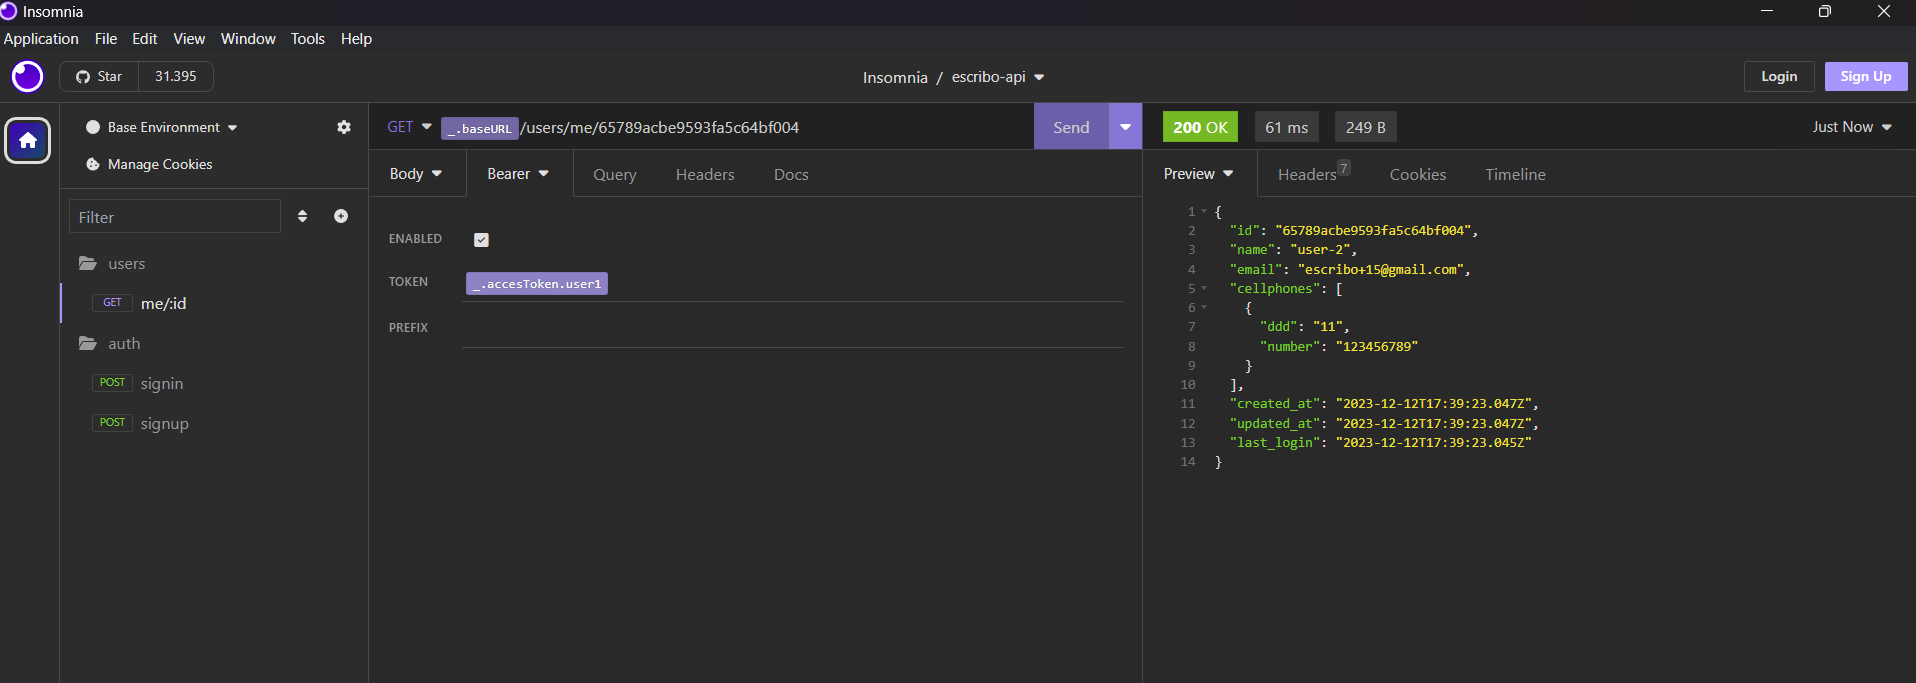 Insomnia
Application File Edit View Window Tools Help
Star 31.395
Insomnia / escribo-api
Login Sign Up
Base Environment
Manage Cookies
Filter
users
GET me/:id
auth
POST signin
POST signup
GET _.baseURL /users/me/65789acbe9593fa5c64bf004
Send
Body Bearer Query Headers Docs
ENABLED
TOKEN _.accesToken.user1
PREFIX
200 OK 61 ms 249 B
Just Now
Preview Headers 7 Cookies Timeline
1 {
2 "id": "65789acbe9593fa5c64bf004",
3 "name": "user-2",
4 "email": "escribo+15@gmail.com",
5 "cellphones": [
6 {
7 "ddd": "11",
8 "number": "123456789"
9 }
10 ],
11 "created_at": "2023-12-12T17:39:23.047Z",
12 "updated_at": "2023-12-12T17:39:23.047Z",
13 "last_login": "2023-12-12T17:39:23.045Z"
14 }